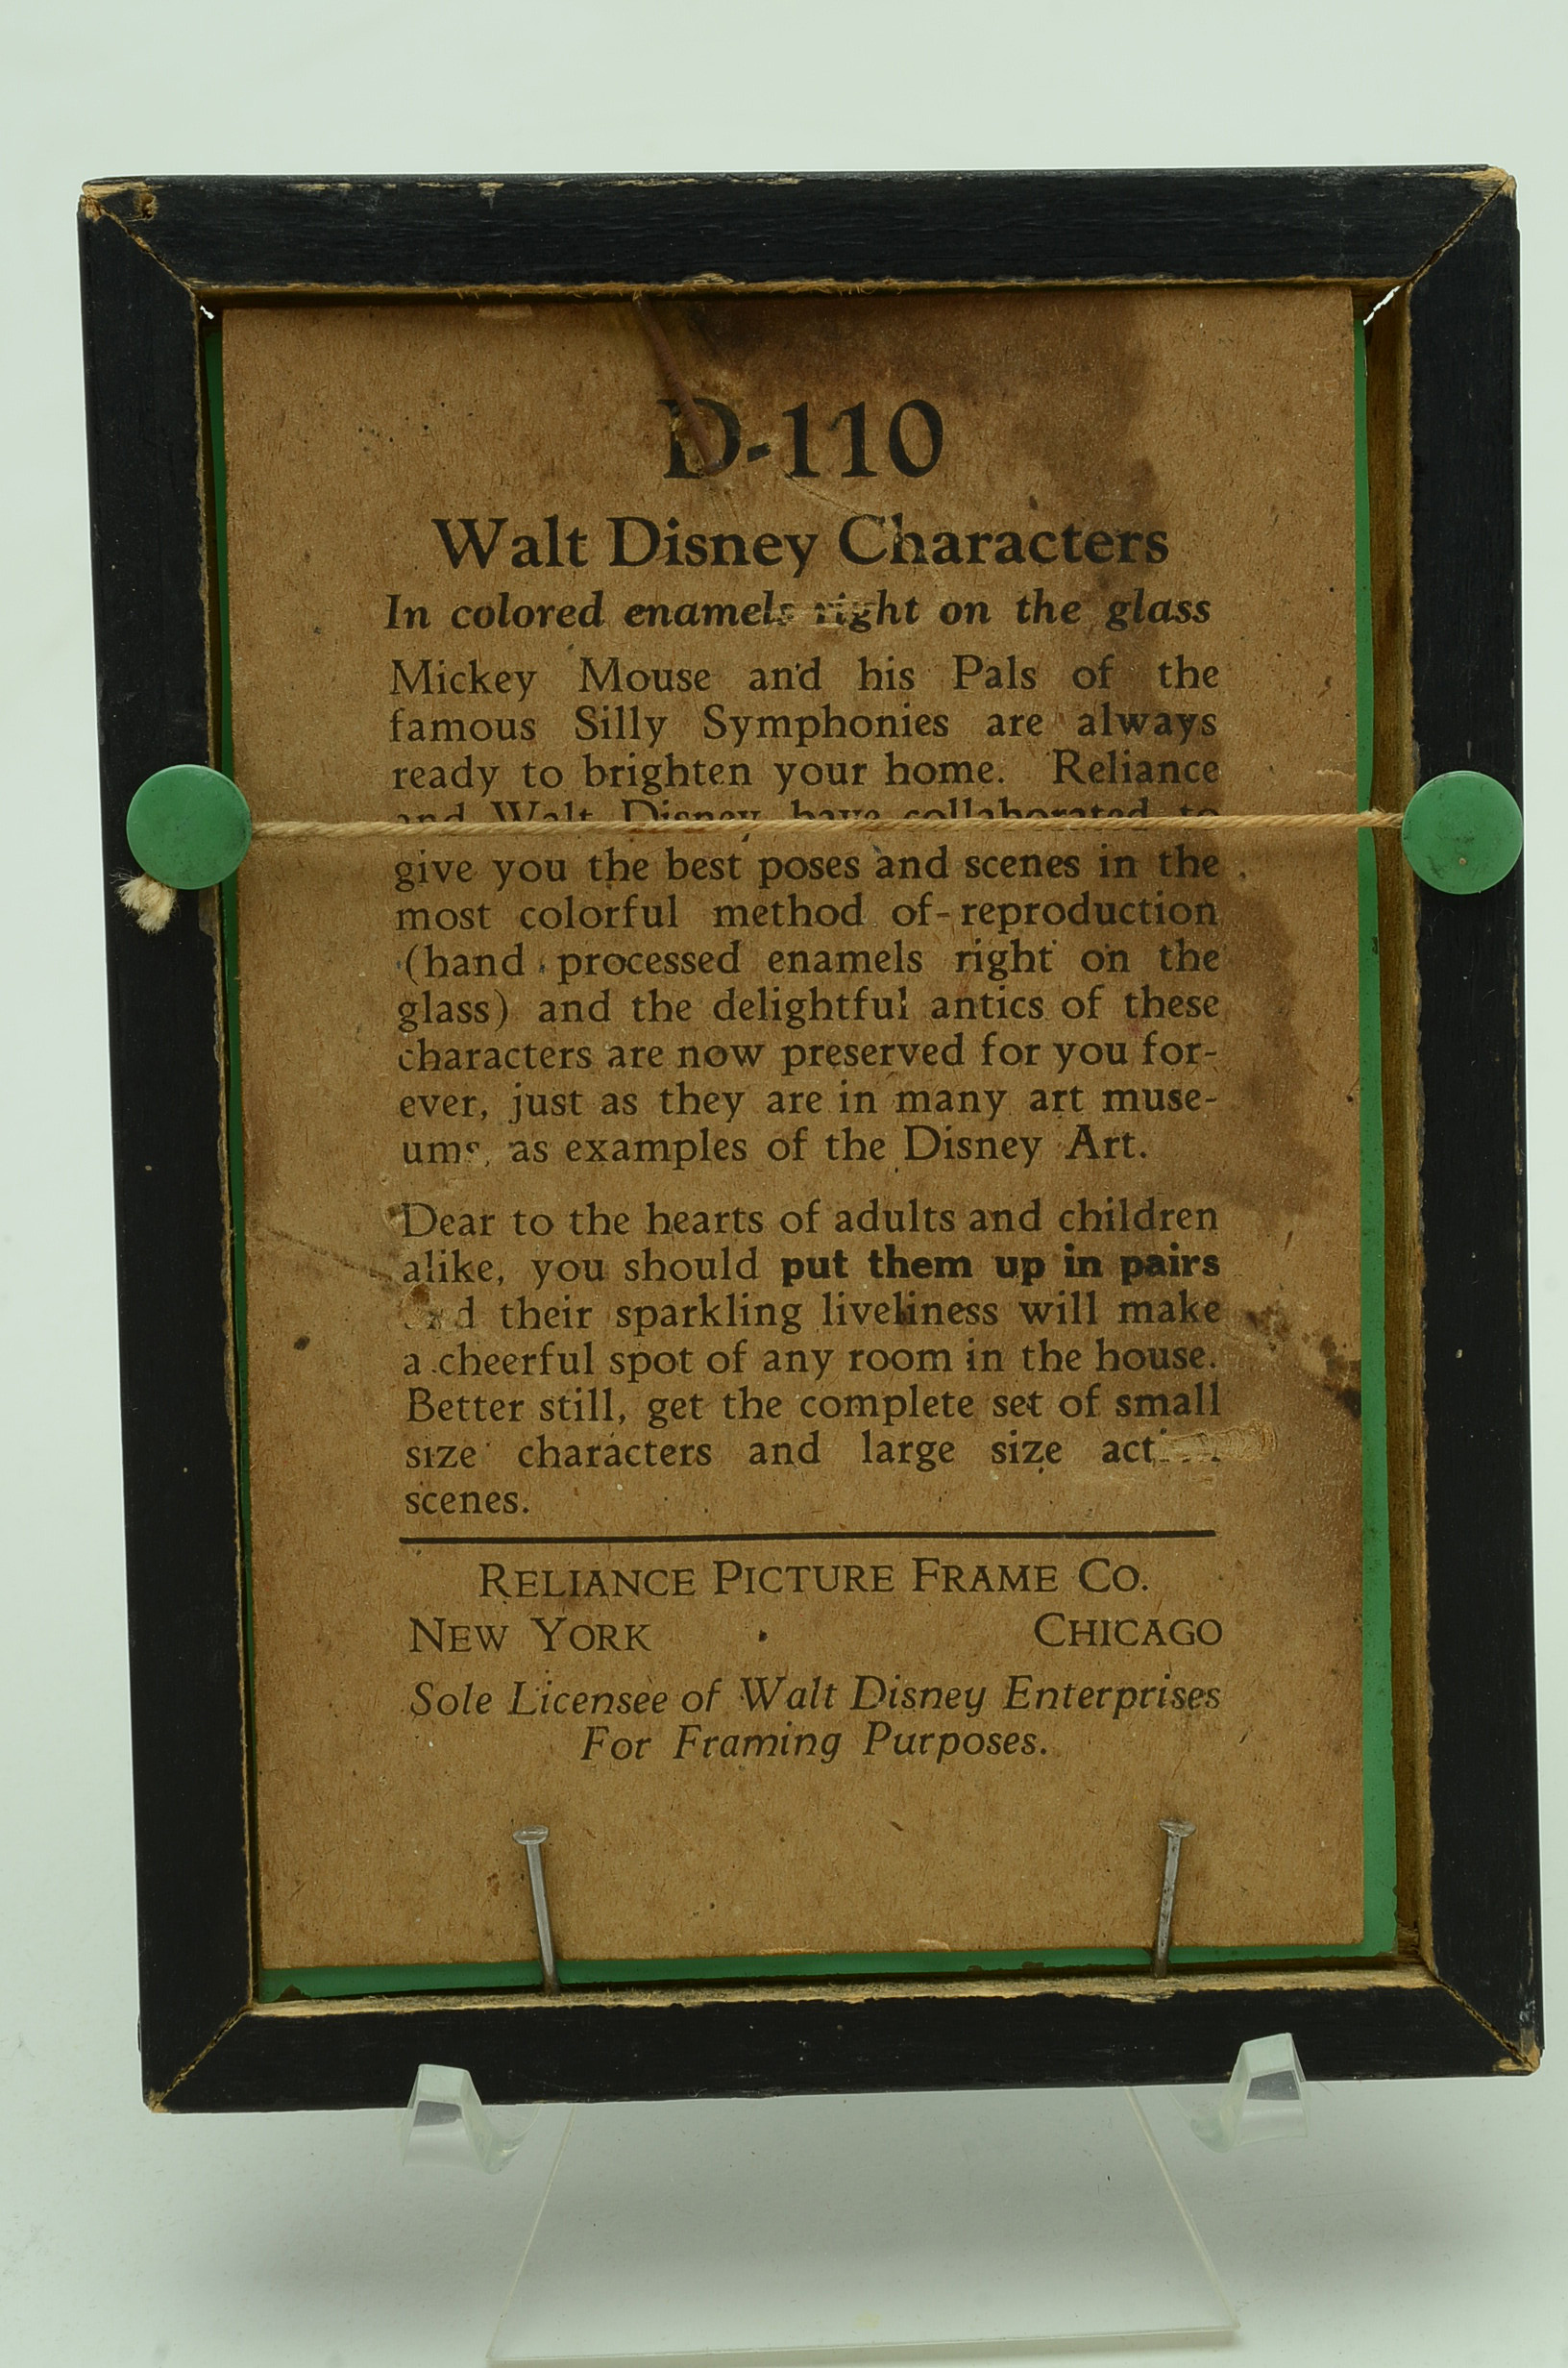 D-110
Walt Disney Characters
In colored enamels right on the glass
Mickey Mouse and his Pals of the
famous Silly Symphonies are always
ready to brighten your home. Reliance
and Walt Disney have collaborated to
give you the best poses and scenes in the
most colorful method of reproduction
(hand processed enamels right on the
glass) and the delightful antics of these
characters are now preserved for you for-
ever, just as they are in many art muse-
ums, as examples of the Disney Art.
Dear to the hearts of adults and children
alike, you should put them up in pairs
and their sparkling liveliness will make
a cheerful spot of any room in the house.
Better still, get the complete set of small
size characters and large size
scenes.
RELIANCE PICTURE FRAME CO.
NEW YORK CHICAGO
Sole Licensee of Walt Disney Enterprises
For Framing Purposes.